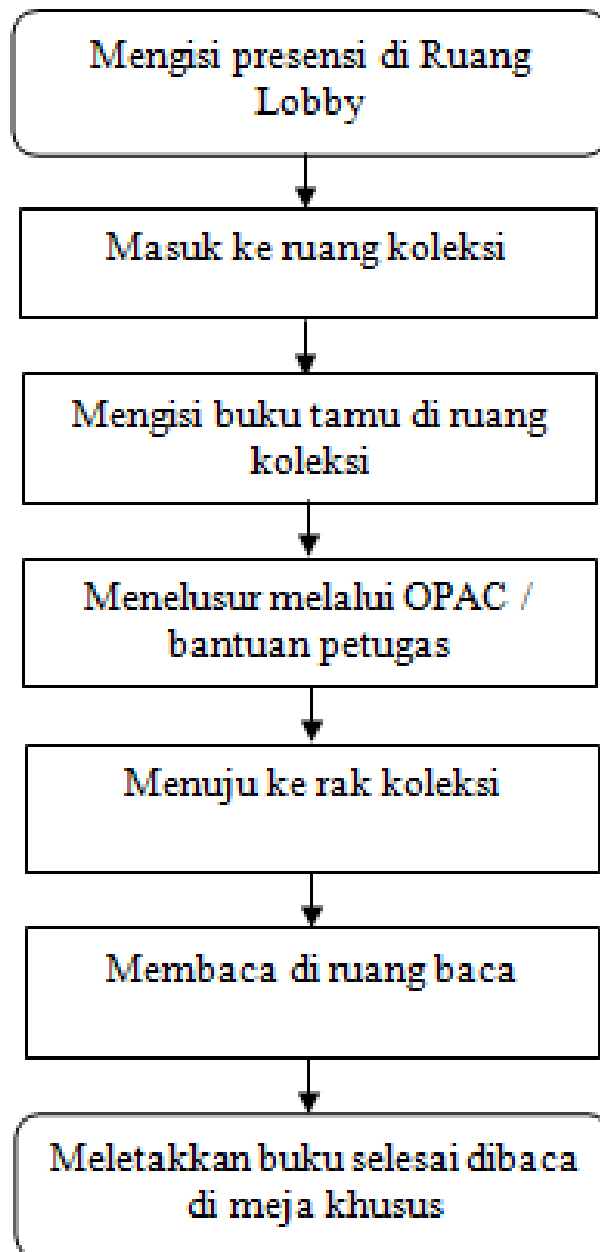 Mengisi presensi di Ruang
Lobby
Masuk ke ruang koleksi
Mengisi buku tamu di ruang
koleksi
Menelusur melalui OPAC /
bantuan petugas
Menuju ke rak koleksi
Membaca di ruang baca
Meletakkan buku selesai dibaca
di meja khusus